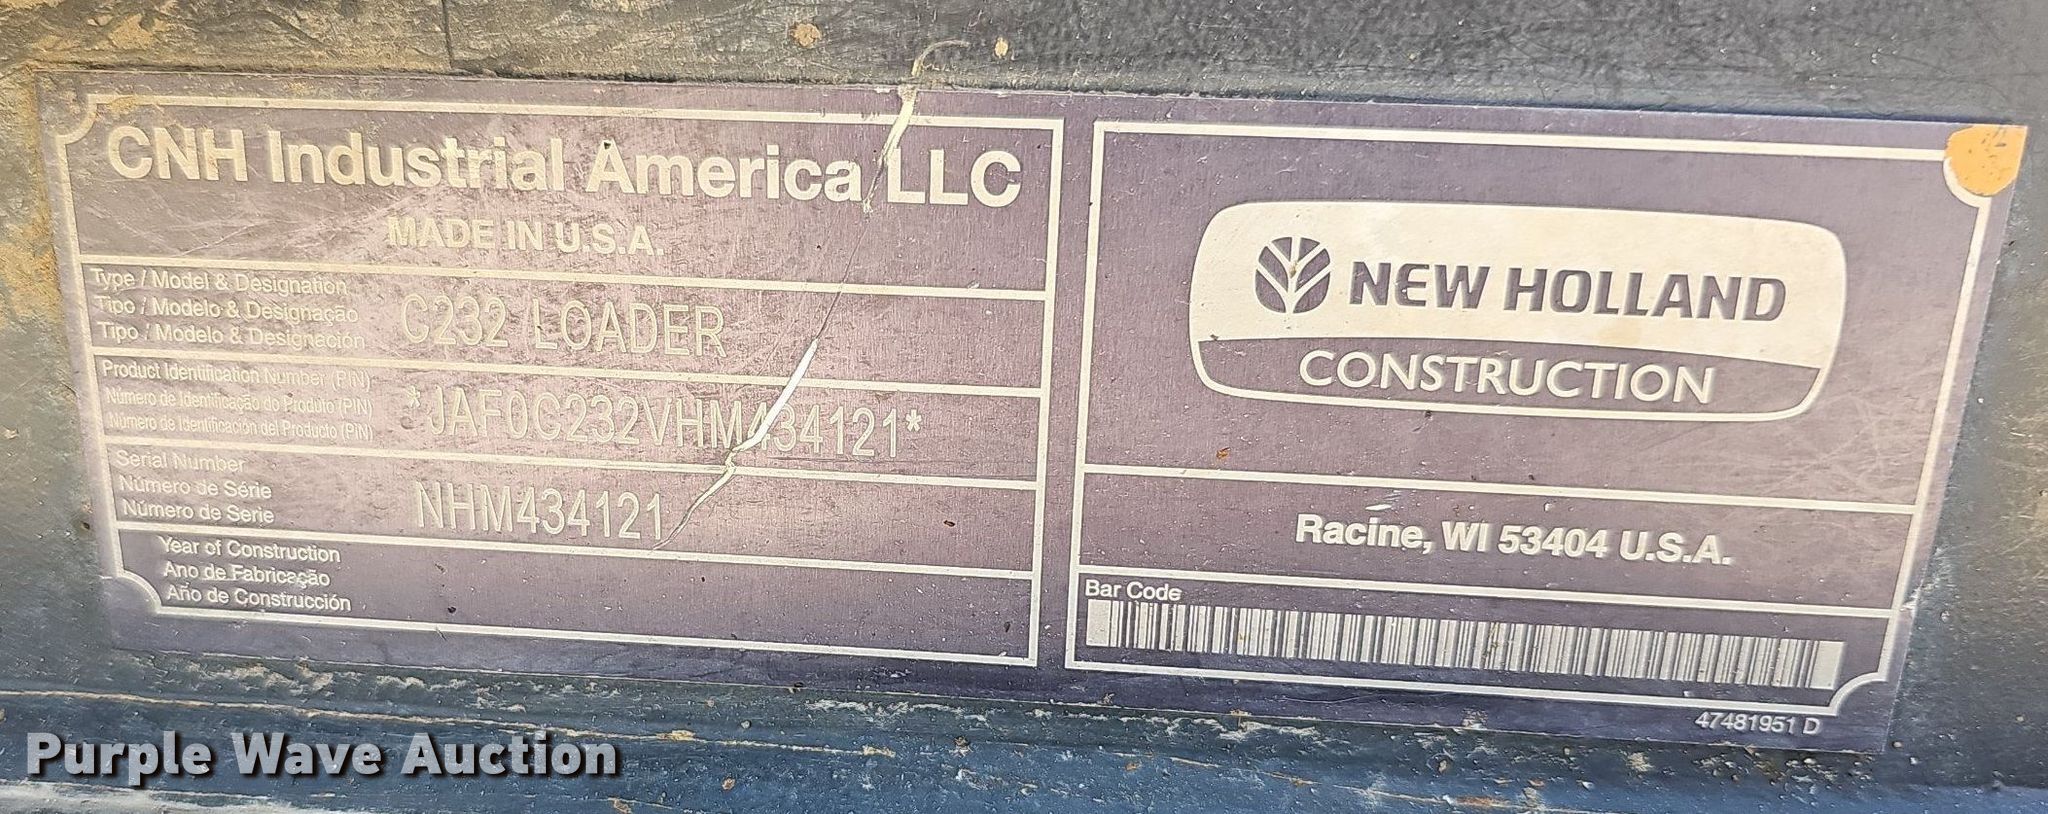 CNH Industrial America LLC
MADE IN U.S.A.
Type / Model & Designation
Tipo / Modelo & Designação
Tipo / Modelo & Designación
C232 LOADER
Product Identification Number (PIN)
Número de Identificação do Produto (PIN)
Número de Identificación del Producto (PIN)
*JAF0C232VHM434121*
Serial Number
Número de Série
Número de Serie
NHM434121
Year of Construction
Ano de Fabricação
Año de Construcción
NEW HOLLAND
CONSTRUCTION
Racine, WI 53404 U.S.A.
Bar Code
47481951 D
Purple Wave Auction